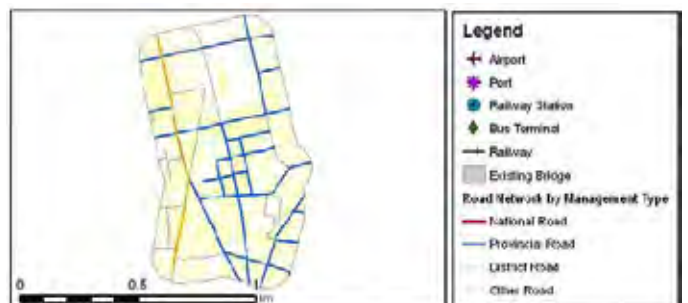 0 0.5 1
km
Legend
Airport
Port
Railway Station
Bus Terminal
Railway
Existing Bridge
Road Network by Management Type
National Road
Provincial Road
District Road
Other Road